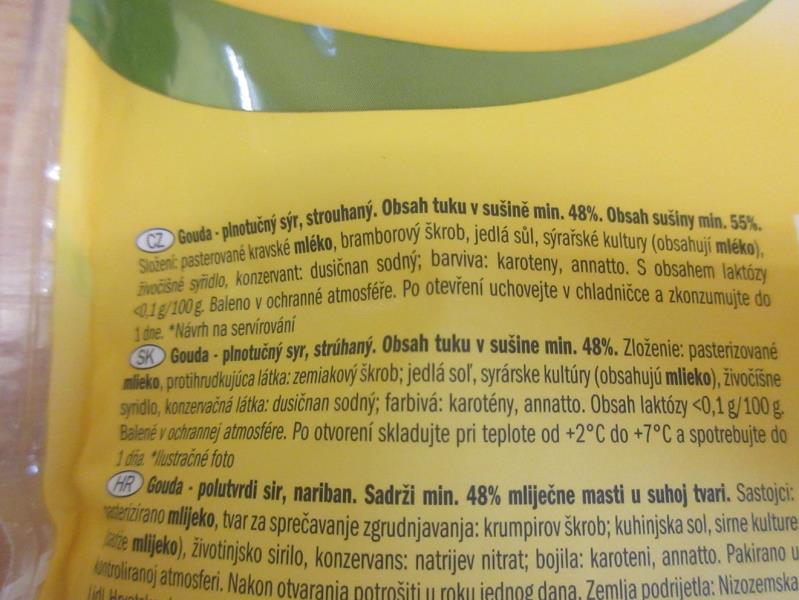 CZ Gouda - plnotučný sýr, strouhaný. Obsah tuku v sušině min. 48%. Obsah sušiny min. 55%.
Složení: pasterované kravské mléko, bramborový škrob, jedlá sůl, sýrařské kultury (obsahují mléko),
živočišné syřidlo, konzervant: dusičnan sodný; barviva: karoteny, annatto. S obsahem laktózy
<0,1 g/100 g. Baleno v ochranné atmosféře. Po otevření uchovejte v chladničce a zkonzumujte do
1 dne. *Návrh na servírování
SK Gouda - plnotučný syr, strúhaný. Obsah tuku v sušine min. 48%. Zloženie: pasterizované
mlieko, protihrudkujúca látka: zemiakový škrob; jedlá soľ, syrárske kultúry (obsahujú mlieko), živočíšne
syridlo, konzervačná látka: dusičnan sodný; farbivá: karotény, annatto. Obsah laktózy <0,1 g/100 g.
Balené v ochrannej atmosfére. Po otvorení skladujte pri teplote od +2°C do +7°C a spotrebujte do
1 dňa. *Ilustračné foto
HR Gouda - polutvrdi sir, nariban. Sadrži min. 48% mliječne masti u suhoj tvari. Sastojci:
pasterizirano mlijeko, tvar za sprečavanje zgrudnjavanja: krumpirov škrob; kuhinjska sol, sirne kulture
mlijeko), životinjsko sirilo, konzervans: natrijev nitrat; bojila: karoteni, annatto. Pakirano u
kontroliranoj atmosferi. Nakon otvaranja potrošiti u roku jednog dana. Zemlja podrijetla: Nizozemska